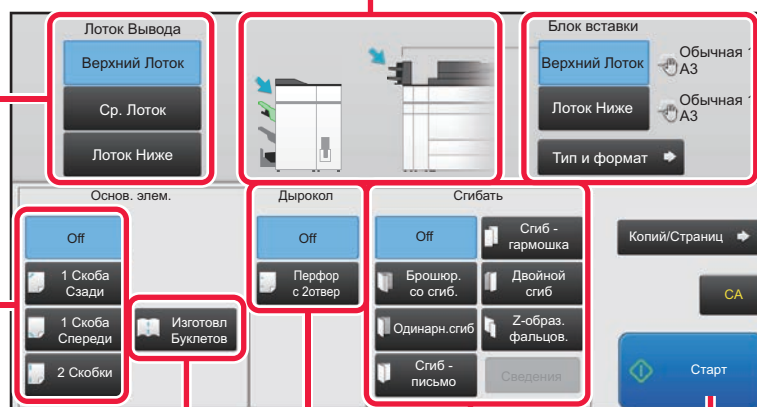 Лоток Вывода
Верхний Лоток
Ср. Лоток
Лоток Ниже
Блок вставки
Верхний Лоток
Обычная 1
A3
Лоток Ниже
Обычная 1
A3
Тип и формат
Основ. элем.
Off
1 Скоба
Сзади
1 Скоба
Спереди
2 Скобки
Изготовл
Буклетов
Дырокол
Off
Перфор
с 2отвер
Сгибать
Off
Сгиб -
гармошка
Брошюр.
со сгиб.
Двойной
сгиб
Одинарн.сгиб
Z-образ.
фальцов.
Сгиб -
письмо
Сведения
Копий/Страниц
CA
Старт